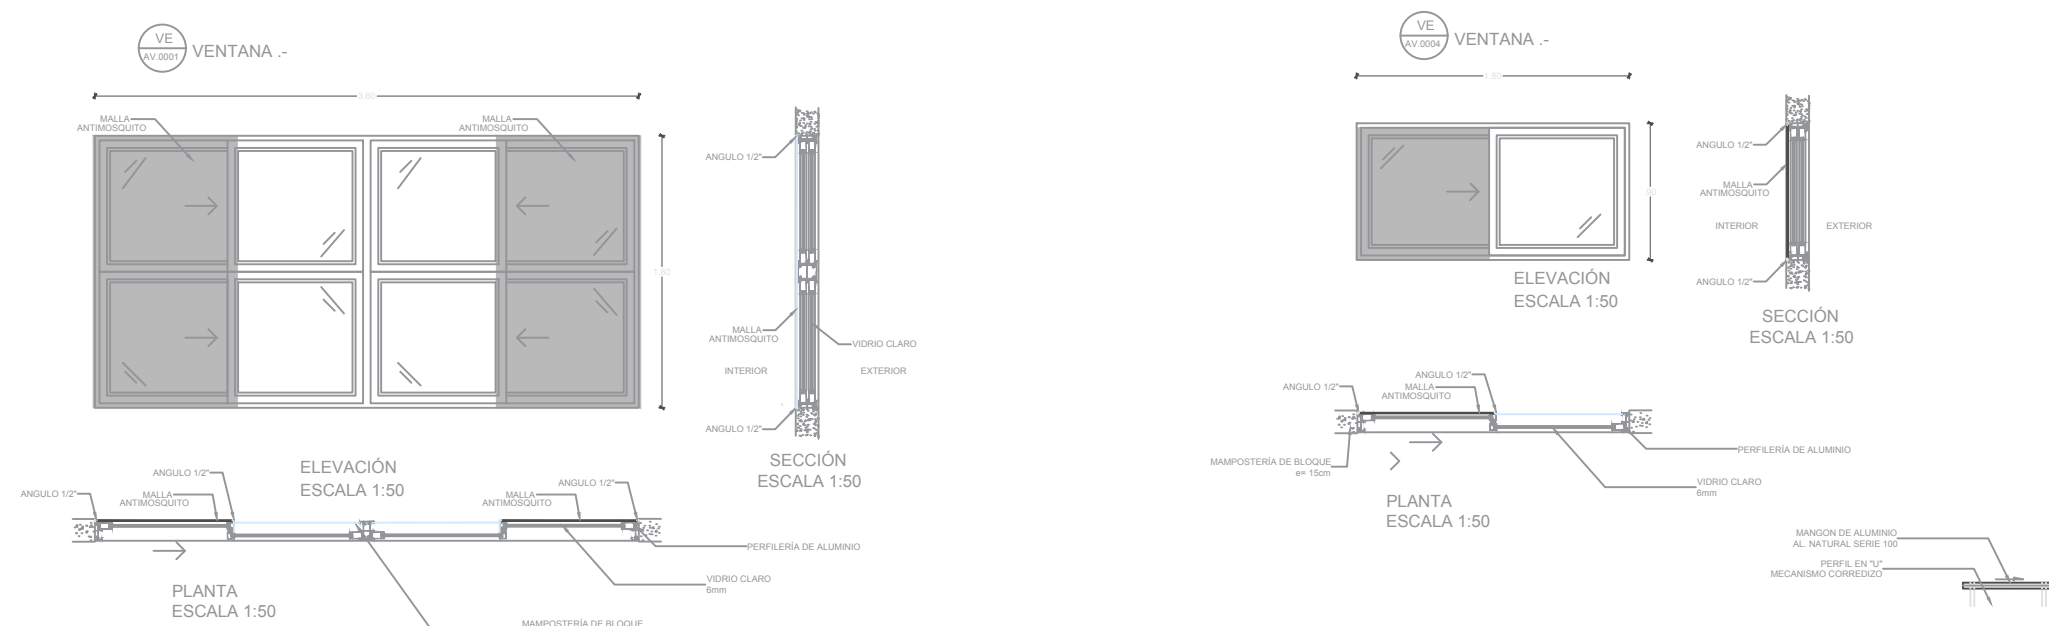 VE
AV.0001
VENTANA .-
3.60
MALLA
ANTIMOSQUITO
MALLA
ANTIMOSQUITO
1.80
ANGULO 1/2"
MALLA
ANTIMOSQUITO
VIDRIO CLARO
INTERIOR
EXTERIOR
ANGULO 1/2"
SECCIÓN
ESCALA 1:50
ELEVACIÓN
ESCALA 1:50
ANGULO 1/2"
ANGULO 1/2"
MALLA
ANTIMOSQUITO
MALLA
ANTIMOSQUITO
ANGULO 1/2"
PERFILERÍA DE ALUMINIO
VIDRIO CLARO
6mm
PLANTA
ESCALA 1:50
MAMPOSTERÍA DE BLOQUE
VE
AV.0004
VENTANA .-
1.80
.90
ANGULO 1/2"
MALLA
ANTIMOSQUITO
INTERIOR
EXTERIOR
ANGULO 1/2"
ELEVACIÓN
ESCALA 1:50
SECCIÓN
ESCALA 1:50
ANGULO 1/2"
ANGULO 1/2"
MALLA
ANTIMOSQUITO
PERFILERÍA DE ALUMINIO
MAMPOSTERÍA DE BLOQUE
e= 15cm
VIDRIO CLARO
6mm
PLANTA
ESCALA 1:50
MANGON DE ALUMINIO
AL. NATURAL SERIE 100
PERFIL EN "U"
MECANISMO CORREDIZO